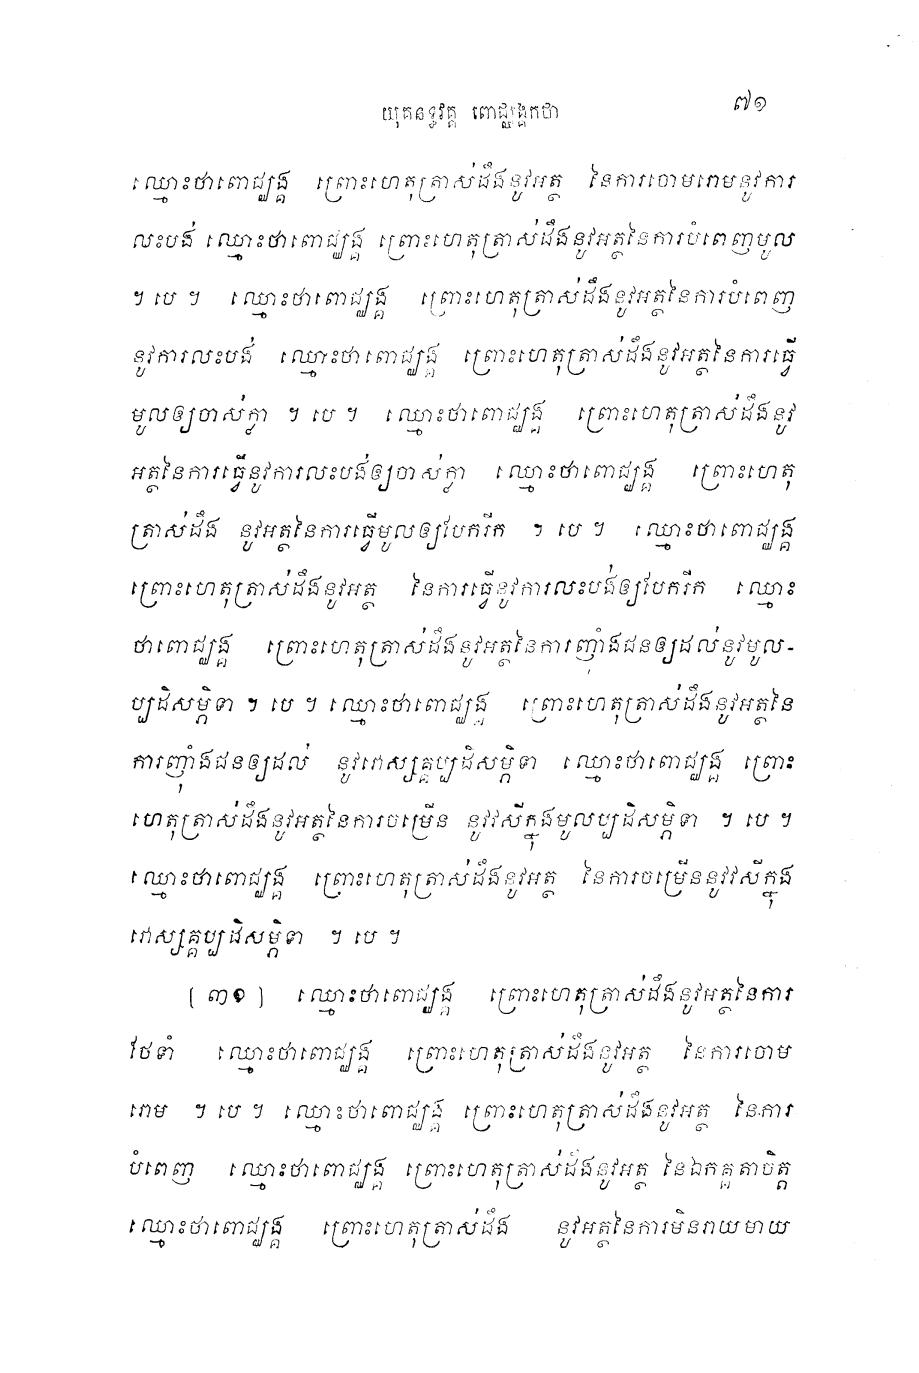 យុគនទ្ធវគ្គ ពោជ្ឈង្គកថា ៧១
ឈ្មោះថាពោជ្ឈង្គ ព្រោះហេតុត្រាស់ដឹងនូវអត្ថ នៃការចោមរោមនូវការ
លះបង់ ឈ្មោះថាពោជ្ឈង្គ ព្រោះហេតុត្រាស់ដឹងនូវអត្ថនៃការបំពេញមូល
។ បេ ។ ឈ្មោះថាពោជ្ឈង្គ ព្រោះហេតុត្រាស់ដឹងនូវអត្ថនៃការបំពេញ
នូវការលះបង់ ឈ្មោះថាពោជ្ឈង្គ ព្រោះហេតុត្រាស់ដឹងនូវអត្ថនៃការធ្វើ
មូលឲ្យចាស់ក្លា ។ បេ ។ ឈ្មោះថាពោជ្ឈង្គ ព្រោះហេតុត្រាស់ដឹងនូវ
អត្ថនៃការធ្វើនូវការលះបង់ឲ្យចាស់ក្លា ឈ្មោះថាពោជ្ឈង្គ ព្រោះហេតុ
ត្រាស់ដឹង នូវអត្ថនៃការធ្វើមូលឲ្យបែករីក ។ បេ ។ ឈ្មោះថាពោជ្ឈង្គ
ព្រោះហេតុត្រាស់ដឹងនូវអត្ថ នៃការធ្វើនូវការលះបង់ឲ្យបែករីក ឈ្មោះ
ថាពោជ្ឈង្គ ព្រោះហេតុត្រាស់ដឹងនូវអត្ថនៃការញ៉ាំងជនឲ្យដល់នូវមូល-
ប្បដិសម្ភិទា ។ បេ ។ ឈ្មោះថាពោជ្ឈង្គ ព្រោះហេតុត្រាស់ដឹងនូវអត្ថនៃ
ការញ៉ាំងជនឲ្យដល់ នូវវោស្សគ្គប្បដិសម្ភិទា ឈ្មោះថាពោជ្ឈង្គ ព្រោះ
ហេតុត្រាស់ដឹងនូវអត្ថនៃការចម្រើន នូវវសីក្នុងមូលប្បដិសម្ភិទា ។ បេ ។
ឈ្មោះថាពោជ្ឈង្គ ព្រោះហេតុត្រាស់ដឹងនូវអត្ថ នៃការចម្រើននូវវសីក្នុង
វោស្សគ្គប្បដិសម្ភិទា ។ បេ ។
[ ៣១ ] ឈ្មោះថាពោជ្ឈង្គ ព្រោះហេតុត្រាស់ដឹងនូវអត្ថនៃការ
ថែទាំ ឈ្មោះថាពោជ្ឈង្គ ព្រោះហេតុត្រាស់ដឹងនូវអត្ថ នៃការចោម
រោម ។ បេ ។ ឈ្មោះថាពោជ្ឈង្គ ព្រោះហេតុត្រាស់ដឹងនូវអត្ថ នៃការ
បំពេញ ឈ្មោះថាពោជ្ឈង្គ ព្រោះហេតុត្រាស់ដឹងនូវអត្ថ នៃឯកគ្គតាចិត្ត
ឈ្មោះថាពោជ្ឈង្គ ព្រោះហេតុត្រាស់ដឹង នូវអត្ថនៃការមិនរាយមាយ